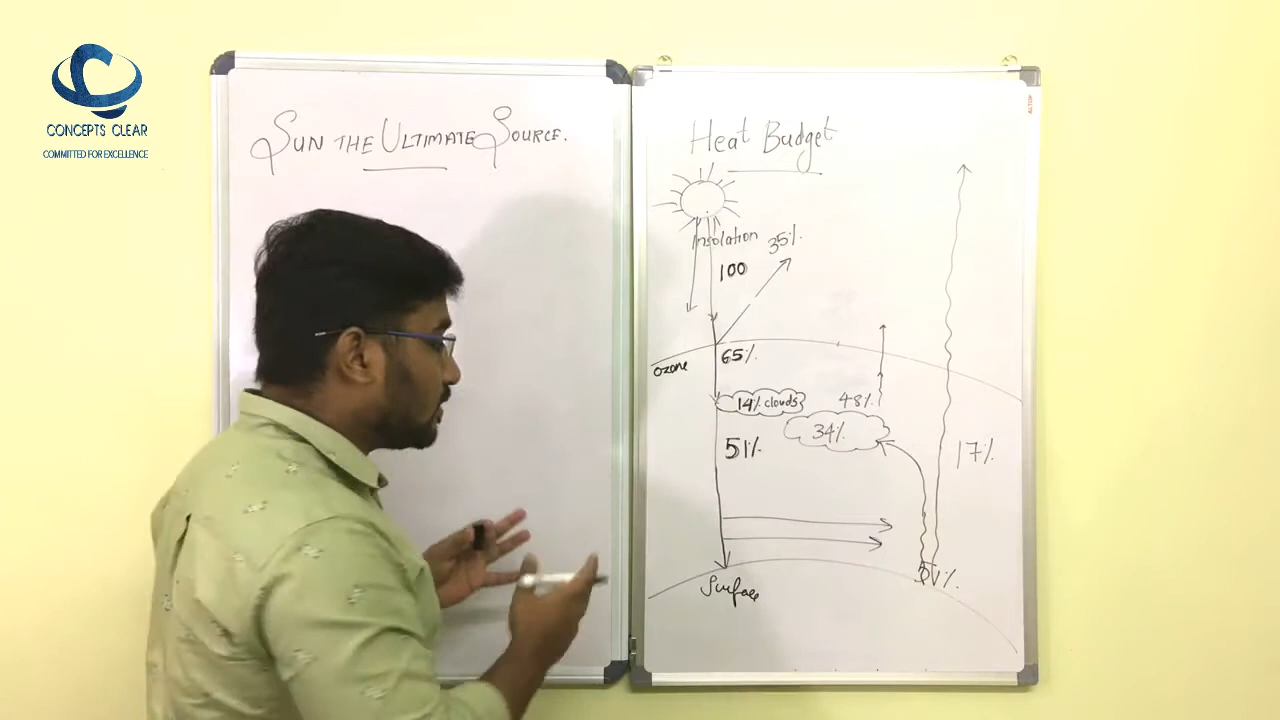 CONCEPTS CLEAR
COMMITTED FOR EXCELLENCE
SUN THE ULTIMATE SOURCE.
Heat Budget
Insolation
35%
100
65%
Ozone
14% clouds
48%
34%
51%
17%
Surface